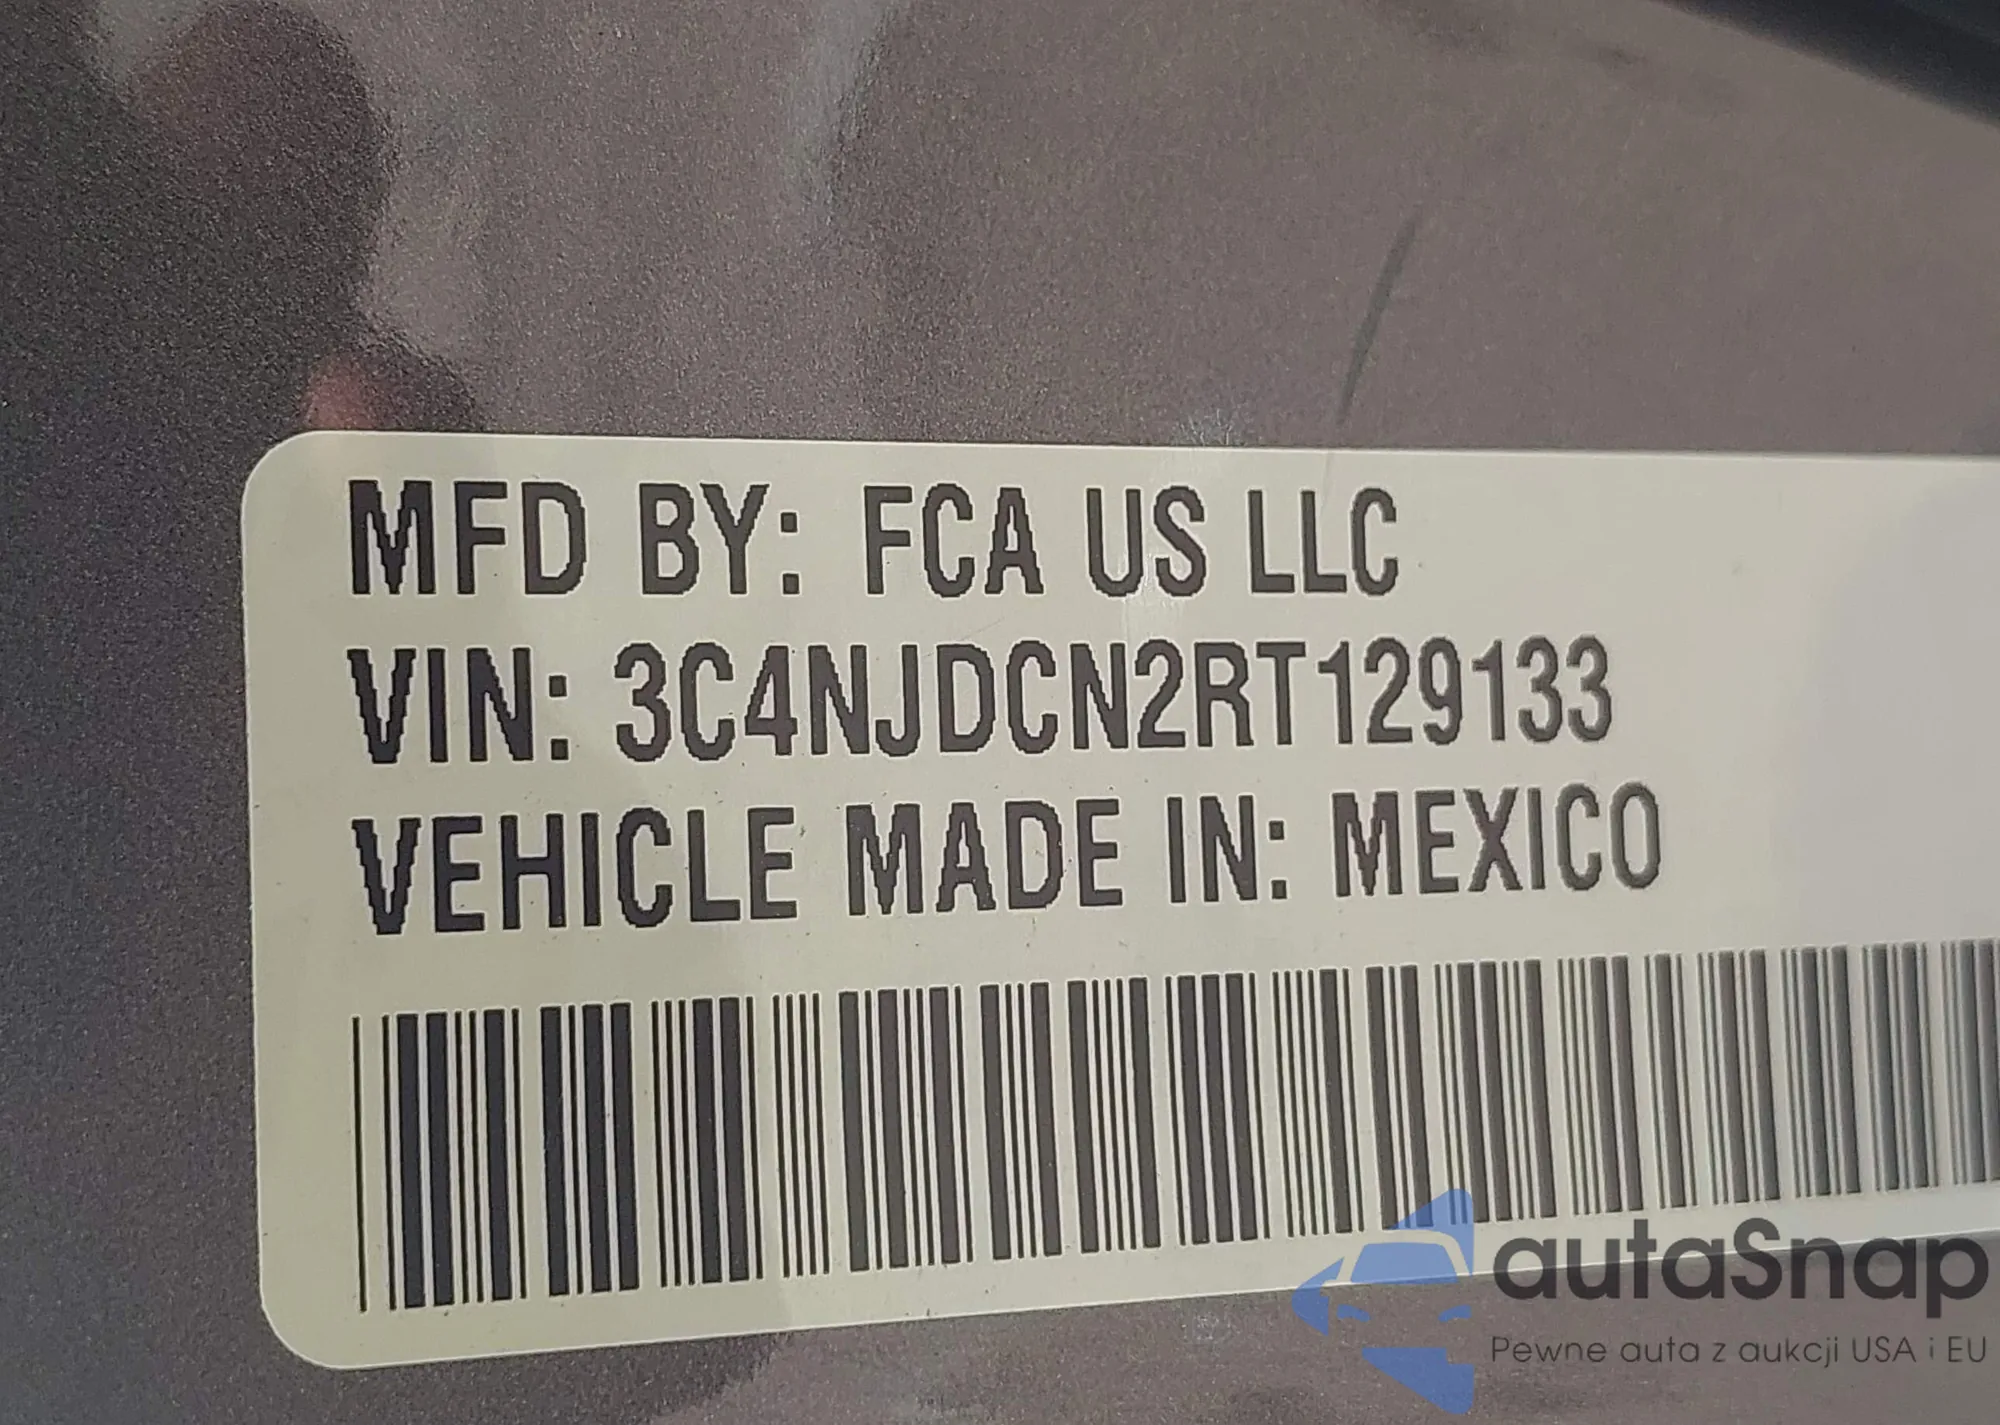 MFD BY: FCA US LLC
VIN: 3C4NJDCN2RT129133
VEHICLE MADE IN: MEXICO
autaSnap
Pewne auta z aukcji USA i EU